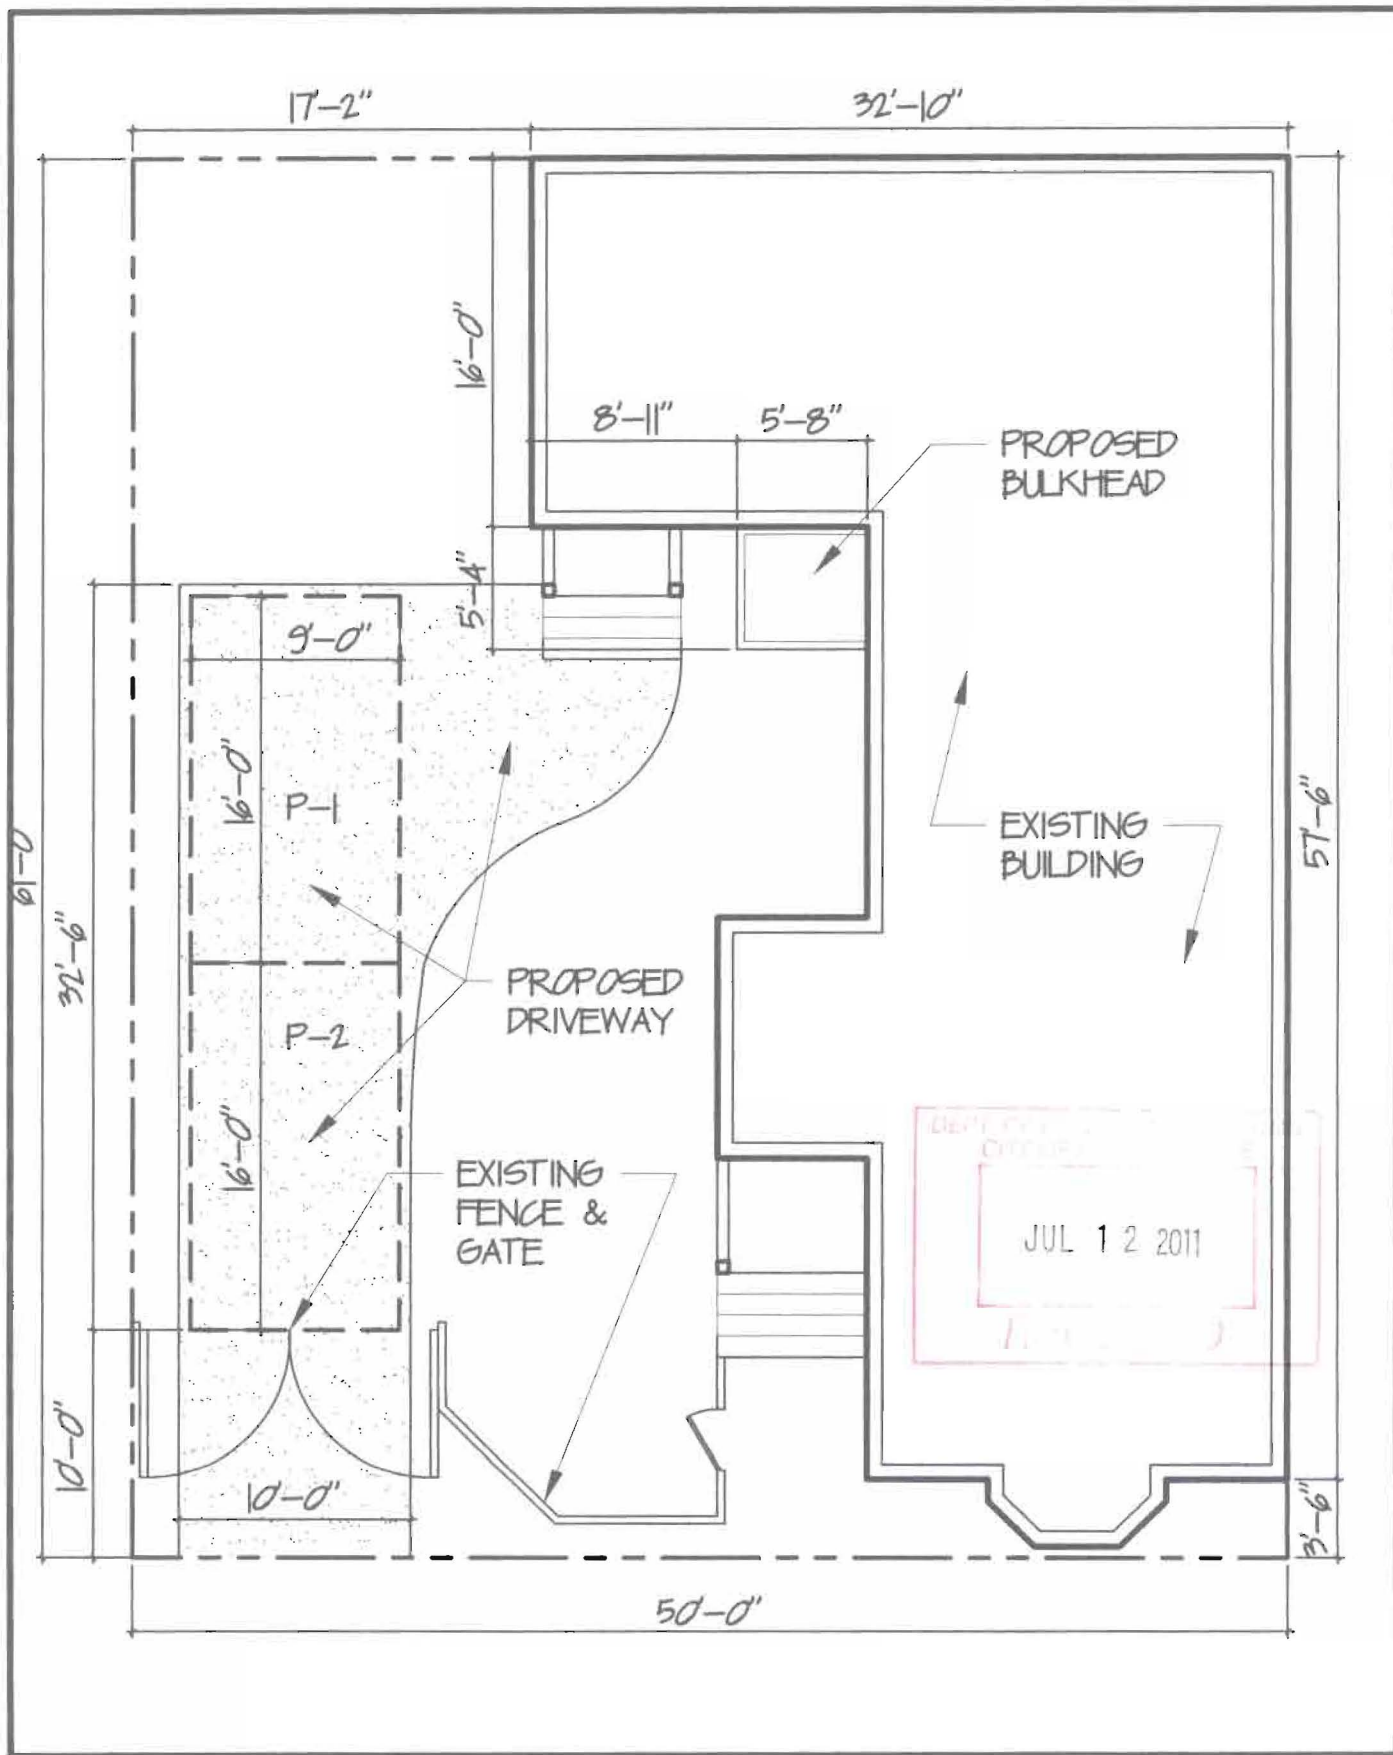 17'-2"
32'-10"
16'-0"
8'-11"
5'-8"
PROPOSED
BULKHEAD
5'-4"
9'-0"
16'-0"
P-1
EXISTING
BUILDING
57'-6"
61'-0
32'-6"
PROPOSED
DRIVEWAY
P-2
16'-0"
EXISTING
FENCE &
GATE
JUL 12 2011
10'-0"
10'-0"
3'-6"
50'-0"